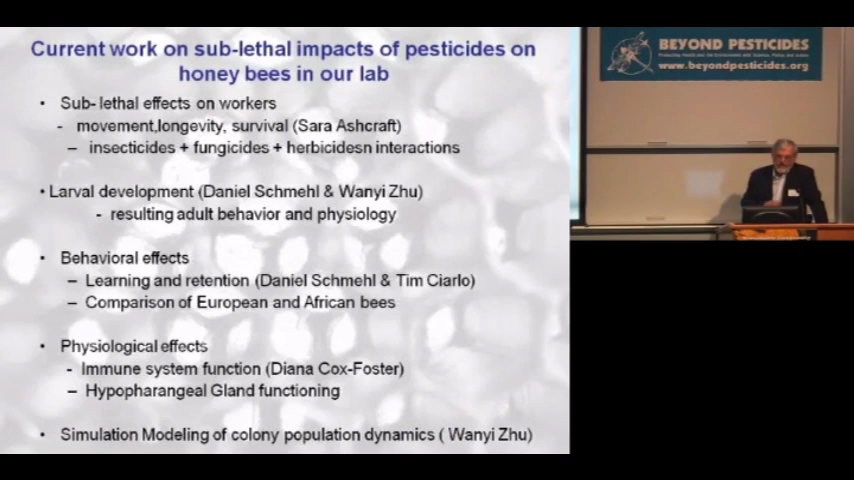 Current work on sub-lethal impacts of pesticides on
honey bees in our lab
• Sub- lethal effects on workers
- movement,longevity, survival (Sara Ashcraft)
– insecticides + fungicides + herbicidesn interactions
• Larval development (Daniel Schmehl & Wanyi Zhu)
- resulting adult behavior and physiology
• Behavioral effects
– Learning and retention (Daniel Schmehl & Tim Ciarlo)
– Comparison of European and African bees
• Physiological effects
- Immune system function (Diana Cox-Foster)
– Hypopharangeal Gland functioning
• Simulation Modeling of colony population dynamics ( Wanyi Zhu)
BEYOND PESTICIDES
www.beyondpesticides.org